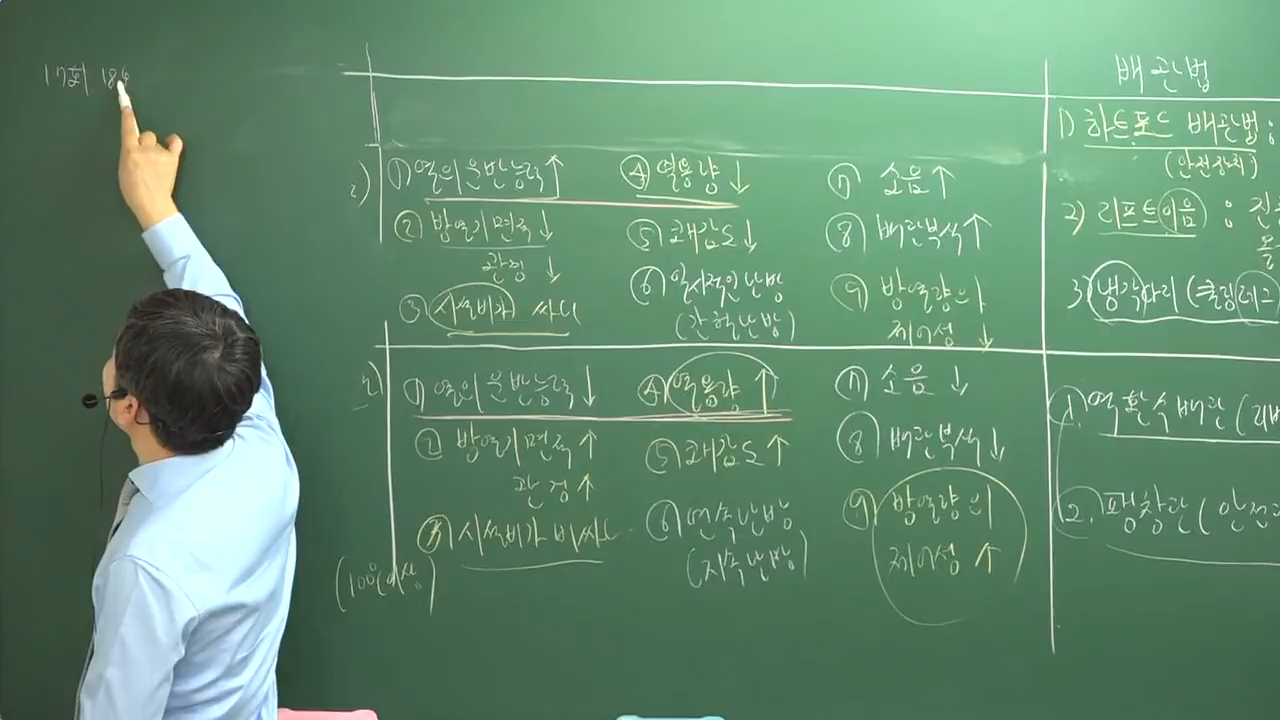 17회 186
배관법
1) 하트포드 배관법 :
(안전장치)
2) ① 열의 운반능력↑ ④ 열용량↓ ⑦ 소음↑
② 방열기면적↓ ⑤ 쾌감도↓ ⑧ 배관부식↑
관경↓ ⑥ 일시적인난방 ⑨ 방열량이
③ 시설비가 싸다 (간헐난방) 제어성↓
2) 리프트이음 :
3) 냉각다리 (쿨링레그
① 열의 운반능력↓ ④ 열용량↑ ⑦ 소음↓
② 방열기면적↑ ⑤ 쾌감도↑ ⑧ 배관부식↓
관경↑ ⑥ 연속난방 ⑨ 방열량이
③ 시설비가 비싸다 (지속난방) 제어성↑
(100℃이상)
1. 역환수배관 (리버
2. 팽창관 (안전